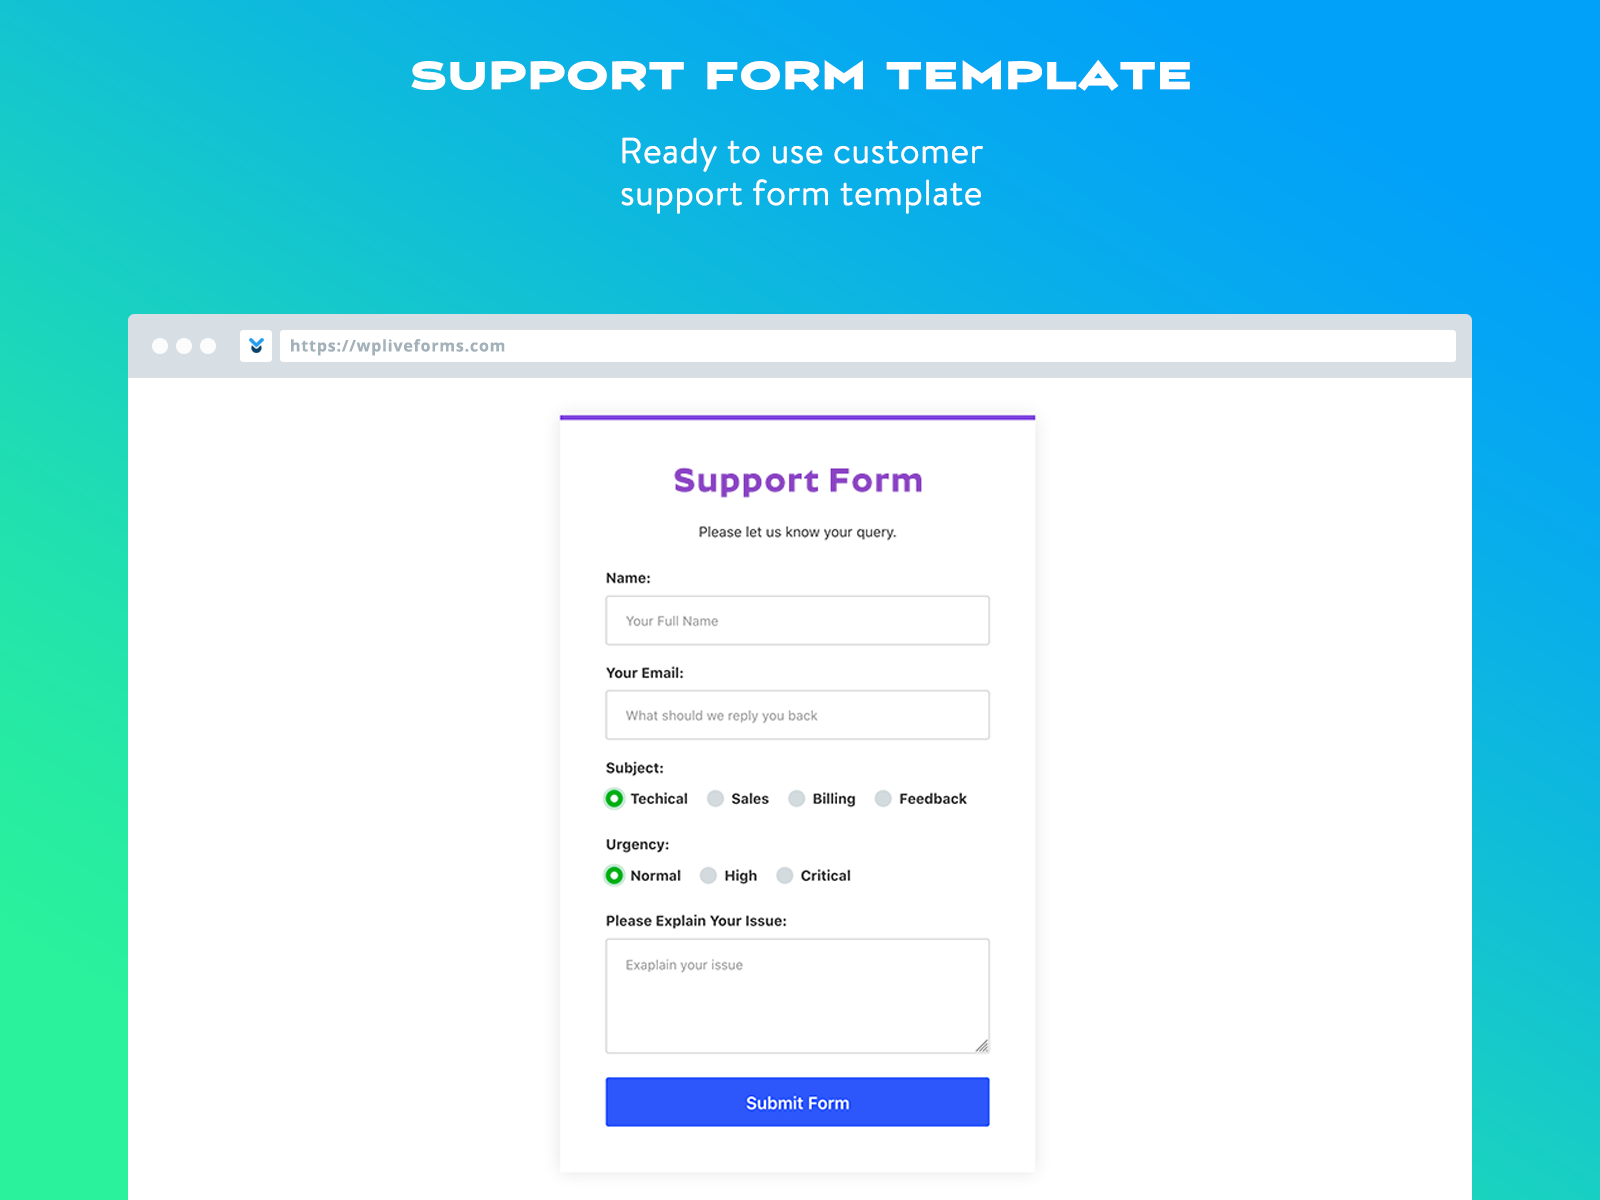 SUPPORT FORM TEMPLATE
Ready to use customer
support form template
https://wpliveforms.com
Support Form
Please let us know your query.
Name:
Your Full Name
Your Email:
What should we reply you back
Subject:
Techical Sales Billing Feedback
Urgency:
Normal High Critical
Please Explain Your Issue:
Exaplain your issue
Submit Form